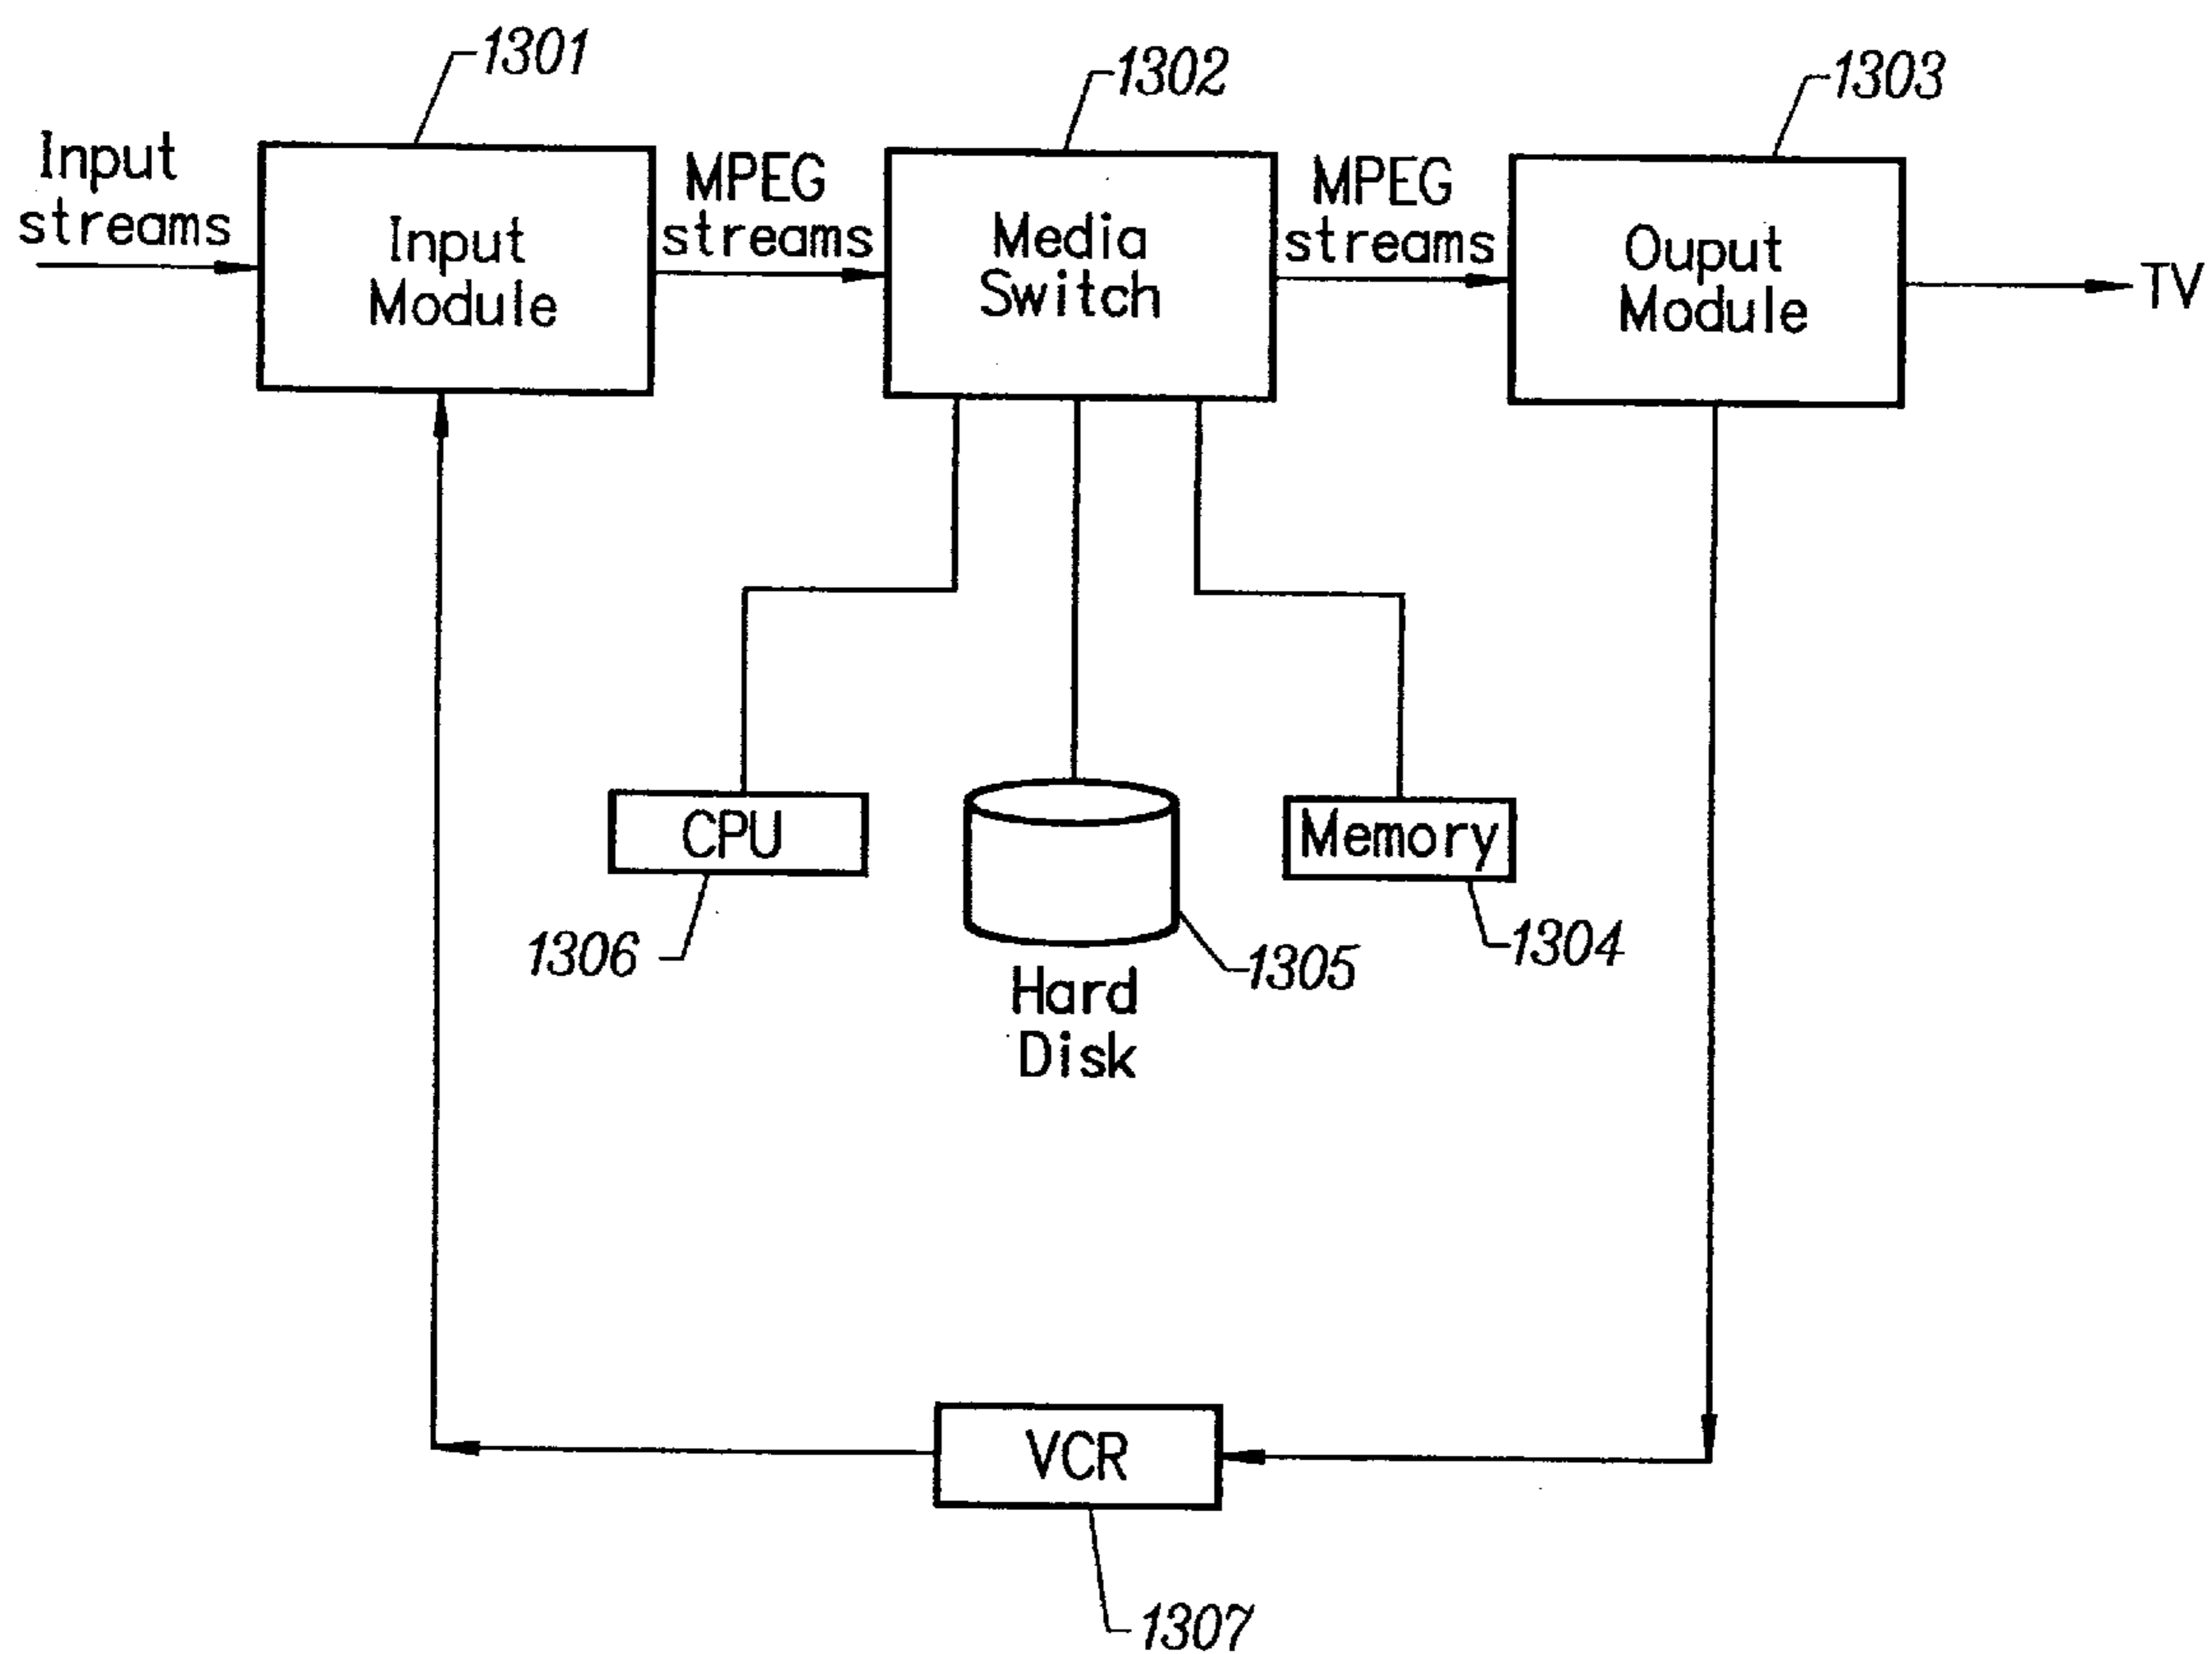 1301
1302
1303
Input
streams
Input
Module
MPEG
streams
Media
Switch
MPEG
streams
Ouput
Module
TV
CPU
1306
Hard
Disk
1305
Memory
1304
VCR
1307